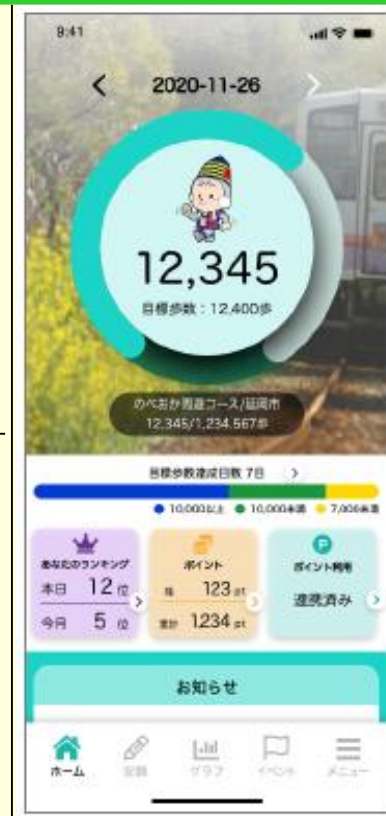 9:41
2020-11-26
12,345
目標歩数：12,400歩
のべおか周遊コース/延岡市
12,345/1,234,567歩
目標歩数達成日数 7日
10,000以上 10,000未満 7,000未満
あなたのランキング
本日 12 位
今月 5 位
ポイント
123 pt
累計 1234 pt
P
ポイント利用
連携済み
お知らせ
ホーム 記録 グラフ イベント メニュー